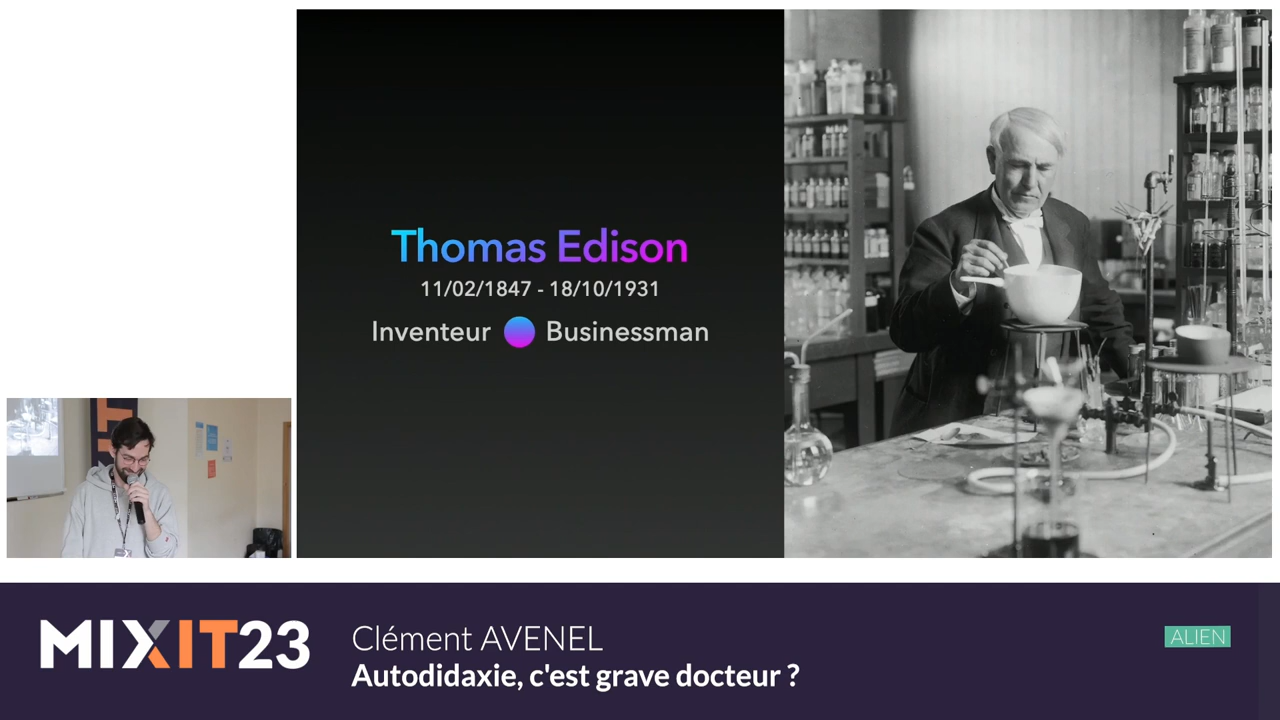 Thomas Edison
11/02/1847 - 18/10/1931
Inventeur Businessman
MIXIT23
Clément AVENEL
Autodidaxie, c'est grave docteur ?
ALIEN